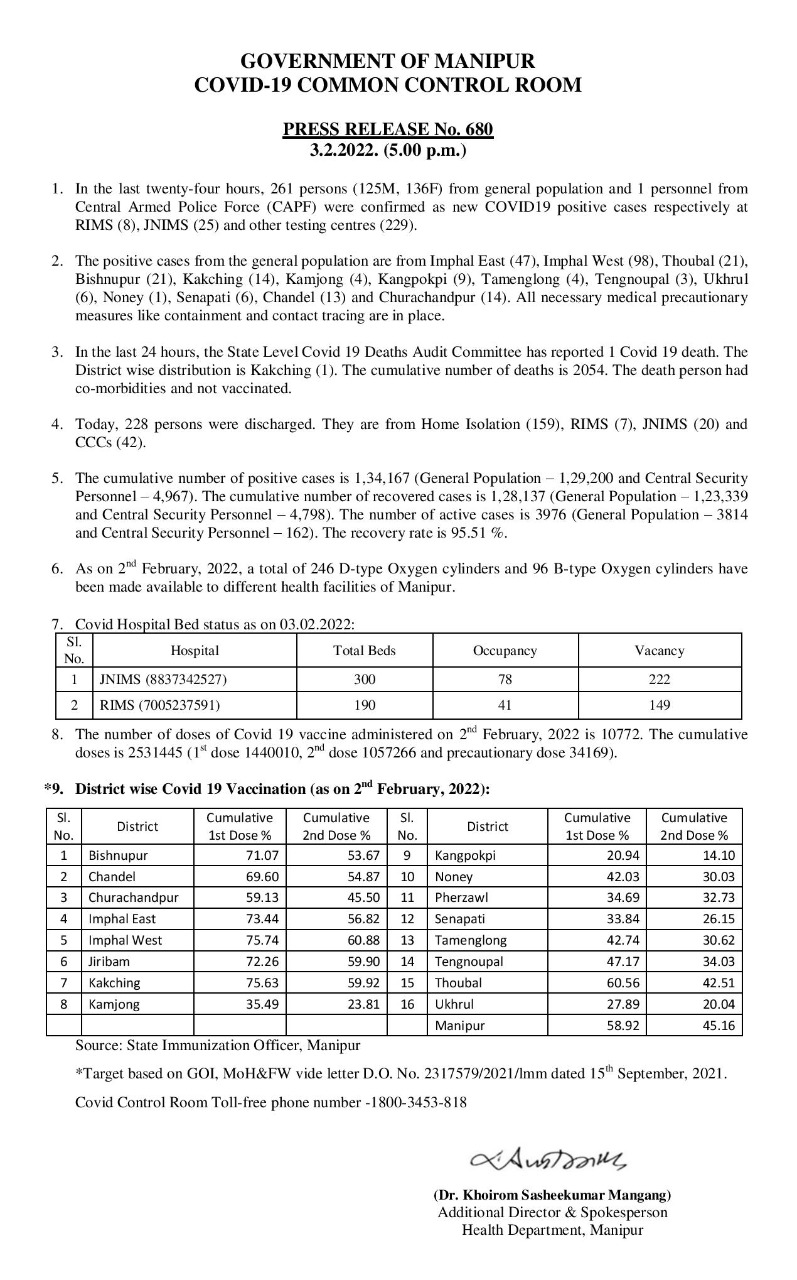 GOVERNMENT OF MANIPUR
COVID-19 COMMON CONTROL ROOM
PRESS RELEASE No. 680
3.2.2022. (5.00 p.m.)
1. In the last twenty-four hours, 261 persons (125M, 136F) from general population and 1 personnel from
Central Armed Police Force (CAPF) were confirmed as new COVID19 positive cases respectively at
RIMS (8), JNIMS (25) and other testing centres (229).
2. The positive cases from the general population are from Imphal East (47), Imphal West (98), Thoubal (21),
Bishnupur (21), Kakching (14), Kamjong (4), Kangpokpi (9), Tamenglong (4), Tengnoupal (3), Ukhrul
(6), Noney (1), Senapati (6), Chandel (13) and Churachandpur (14). All necessary medical precautionary
measures like containment and contact tracing are in place.
3. In the last 24 hours, the State Level Covid 19 Deaths Audit Committee has reported 1 Covid 19 death. The
District wise distribution is Kakching (1). The cumulative number of deaths is 2054. The death person had
co-morbidities and not vaccinated.
4. Today, 228 persons were discharged. They are from Home Isolation (159), RIMS (7), JNIMS (20) and
CCCs (42).
5. The cumulative number of positive cases is 1,34,167 (General Population – 1,29,200 and Central Security
Personnel – 4,967). The cumulative number of recovered cases is 1,28,137 (General Population – 1,23,339
and Central Security Personnel – 4,798). The number of active cases is 3976 (General Population – 3814
and Central Security Personnel – 162). The recovery rate is 95.51 %.
6. As on 2nd February, 2022, a total of 246 D-type Oxygen cylinders and 96 B-type Oxygen cylinders have
been made available to different health facilities of Manipur.
7. Covid Hospital Bed status as on 03.02.2022:
Sl. No. Hospital Total Beds Occupancy Vacancy
1 JNIMS (8837342527) 300 78 222
2 RIMS (7005237591) 190 41 149
8. The number of doses of Covid 19 vaccine administered on 2nd February, 2022 is 10772. The cumulative
doses is 2531445 (1st dose 1440010, 2nd dose 1057266 and precautionary dose 34169).
*9. District wise Covid 19 Vaccination (as on 2nd February, 2022):
Sl. No. District Cumulative 1st Dose % Cumulative 2nd Dose % Sl. No. District Cumulative 1st Dose % Cumulative 2nd Dose %
1 Bishnupur 71.07 53.67 9 Kangpokpi 20.94 14.10
2 Chandel 69.60 54.87 10 Noney 42.03 30.03
3 Churachandpur 59.13 45.50 11 Pherzawl 34.69 32.73
4 Imphal East 73.44 56.82 12 Senapati 33.84 26.15
5 Imphal West 75.74 60.88 13 Tamenglong 42.74 30.62
6 Jiribam 72.26 59.90 14 Tengnoupal 47.17 34.03
7 Kakching 75.63 59.92 15 Thoubal 60.56 42.51
8 Kamjong 35.49 23.81 16 Ukhrul 27.89 20.04
Manipur 58.92 45.16
Source: State Immunization Officer, Manipur
*Target based on GOI, MoH&FW vide letter D.O. No. 2317579/2021/lmm dated 15th September, 2021.
Covid Control Room Toll-free phone number -1800-3453-818
(Dr. Khoirom Sasheekumar Mangang)
Additional Director & Spokesperson
Health Department, Manipur